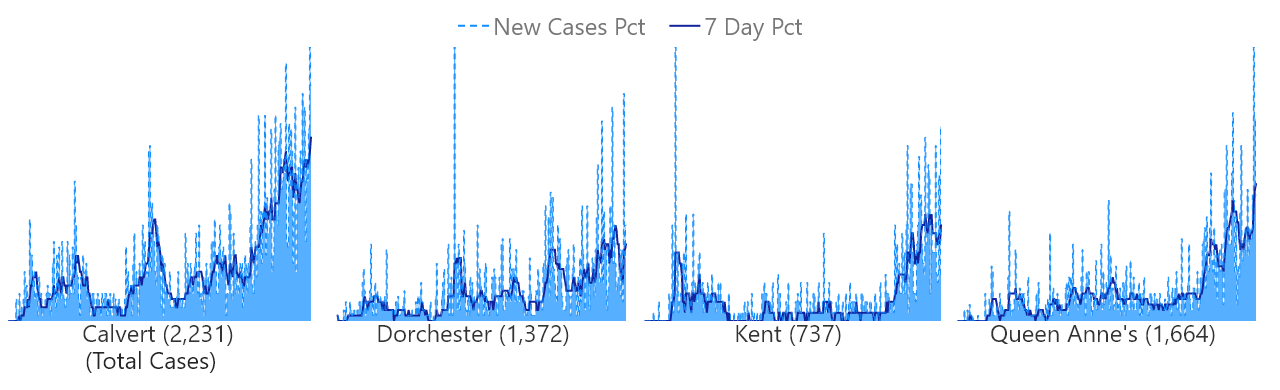 New Cases Pct 7 Day Pct
Calvert (2,231) Dorchester (1,372) Kent (737) Queen Anne's (1,664)
(Total Cases)